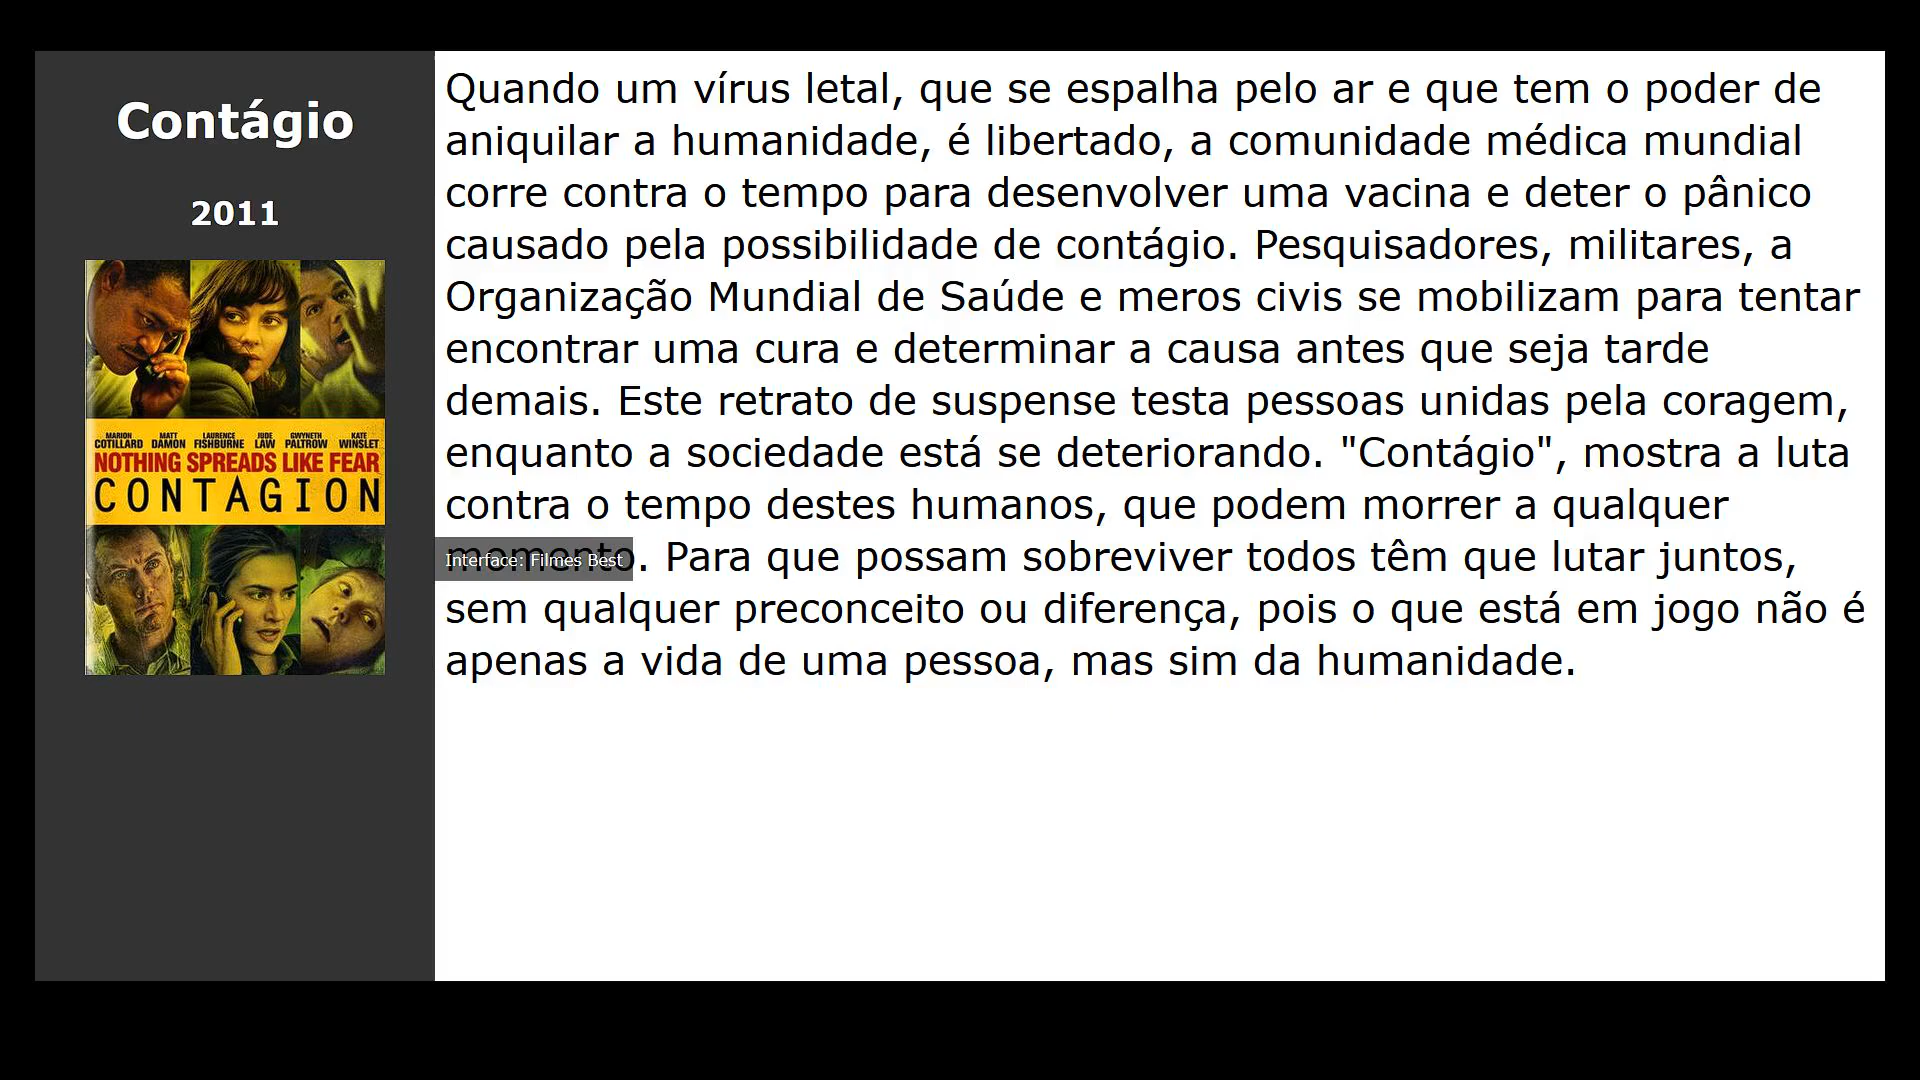 Contágio
2011
MARION COTILLARD MATT DAMON LAURENCE FISHBURNE JUDE LAW GWYNETH PALTROW KATE WINSLET
NOTHING SPREADS LIKE FEAR
CONTAGION
Quando um vírus letal, que se espalha pelo ar e que tem o poder de
aniquilar a humanidade, é libertado, a comunidade médica mundial
corre contra o tempo para desenvolver uma vacina e deter o pânico
causado pela possibilidade de contágio. Pesquisadores, militares, a
Organização Mundial de Saúde e meros civis se mobilizam para tentar
encontrar uma cura e determinar a causa antes que seja tarde
demais. Este retrato de suspense testa pessoas unidas pela coragem,
enquanto a sociedade está se deteriorando. "Contágio", mostra a luta
contra o tempo destes humanos, que podem morrer a qualquer
momento. Para que possam sobreviver todos têm que lutar juntos,
Interface: Filmes Best
sem qualquer preconceito ou diferença, pois o que está em jogo não é
apenas a vida de uma pessoa, mas sim da humanidade.